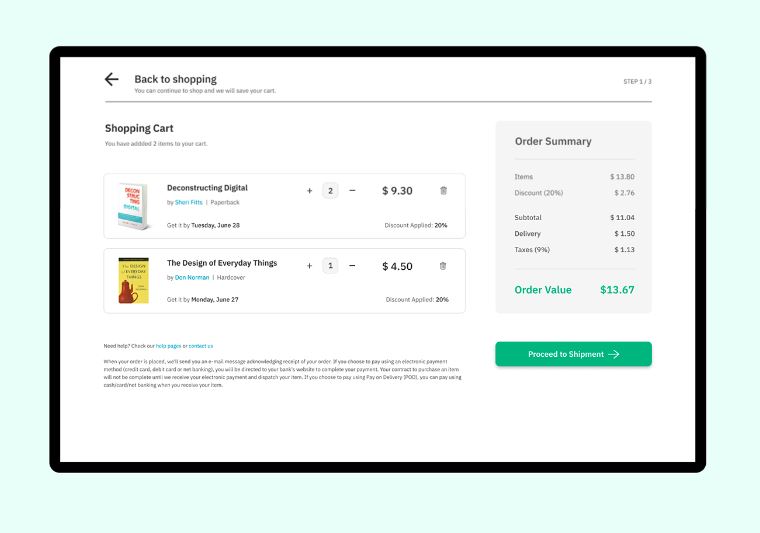 Back to shopping
You can continue to shop and we will save your cart.
STEP 1 / 3
Shopping Cart
You have addded 2 items to your cart.
DECON
STRUC
TING
DIGITAL
Deconstructing Digital
by Sheri Fitts | Paperback
Get it by Tuesday, June 28
+ 2 −
$ 9.30
Discount Applied: 20%
THE DESIGN
OF EVERYDAY
THINGS
The Design of Everyday Things
by Don Norman | Hardcover
Get it by Monday, June 27
+ 1 −
$ 4.50
Discount Applied: 20%
Need help? Check our help pages or contact us
When your order is placed, we'll send you an e-mail message acknowledging receipt of your order. If you choose to pay using an electronic payment
method (credit card, debit card or net banking), you will be directed to your bank's website to complete your payment. Your contract to purchase an item
will not be complete until we receive your electronic payment and dispatch your item. If you choose to pay using Pay on Delivery (POD), you can pay using
cash/card/net banking when you receive your item.
Order Summary
Items $ 13.80
Discount (20%) $ 2.76
Subtotal $ 11.04
Delivery $ 1.50
Taxes (9%) $ 1.13
Order Value $13.67
Proceed to Shipment